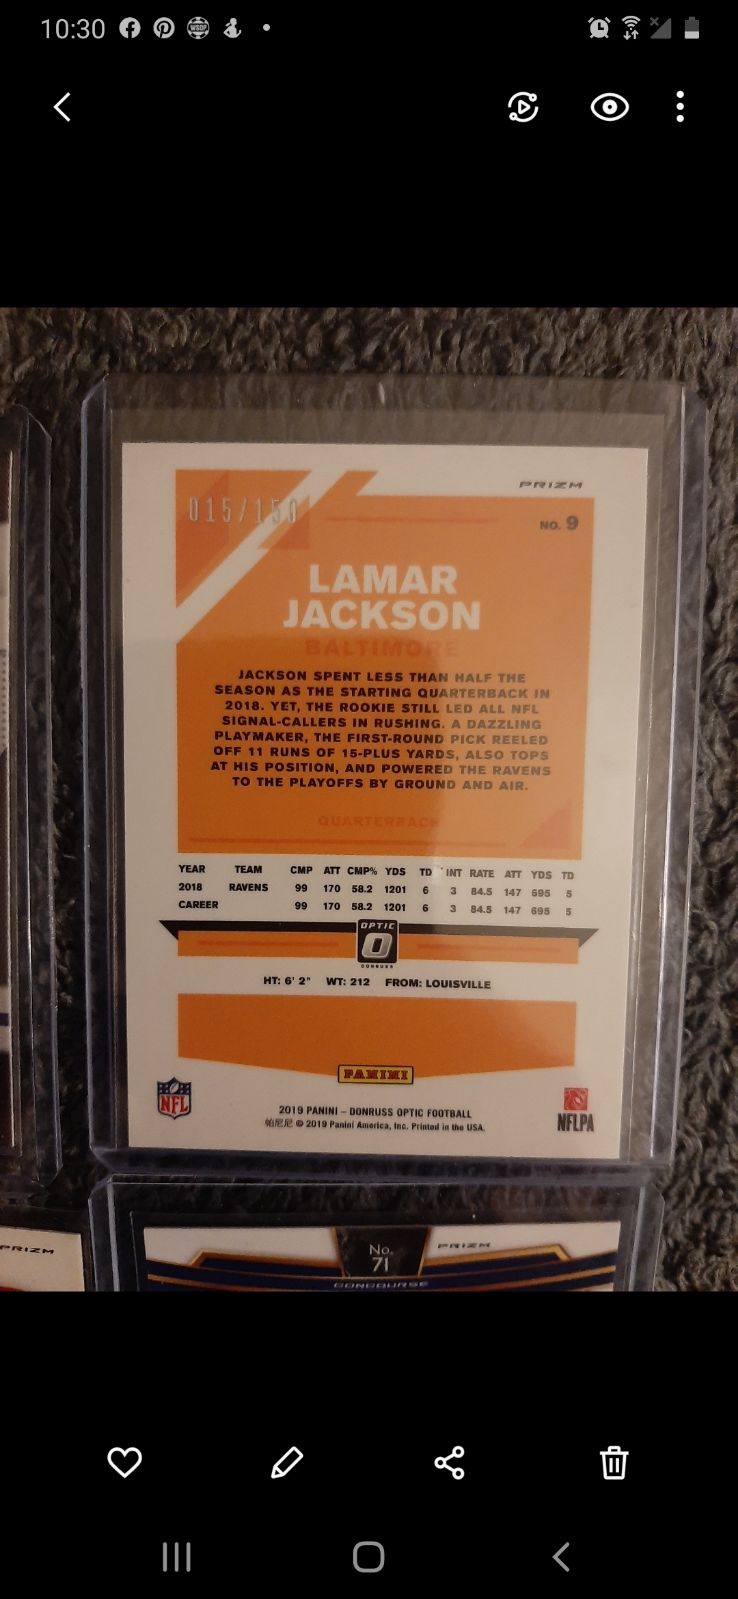 10:30
PRIZM
015/150
NO. 9
LAMAR
JACKSON
BALTIMORE
JACKSON SPENT LESS THAN HALF THE
SEASON AS THE STARTING QUARTERBACK IN
2018. YET, THE ROOKIE STILL LED ALL NFL
SIGNAL-CALLERS IN RUSHING. A DAZZLING
PLAYMAKER, THE FIRST-ROUND PICK REELED
OFF 11 RUNS OF 15-PLUS YARDS, ALSO TOPS
AT HIS POSITION, AND POWERED THE RAVENS
TO THE PLAYOFFS BY GROUND AND AIR.
QUARTERBACK
YEAR TEAM CMP ATT CMP% YDS TD INT RATE ATT YDS TD
2018 RAVENS 99 170 58.2 1201 6 3 84.5 147 695 5
CAREER 99 170 58.2 1201 6 3 84.5 147 695 5
OPTIC
DONRUSS
HT: 6' 2" WT: 212 FROM: LOUISVILLE
PANINI
NFL
NFLPA
2019 PANINI – DONRUSS OPTIC FOOTBALL
帕尼尼 © 2019 Panini America, Inc. Printed in the USA.
PRIZM
No.
71
PRIZM
CONCOURSE